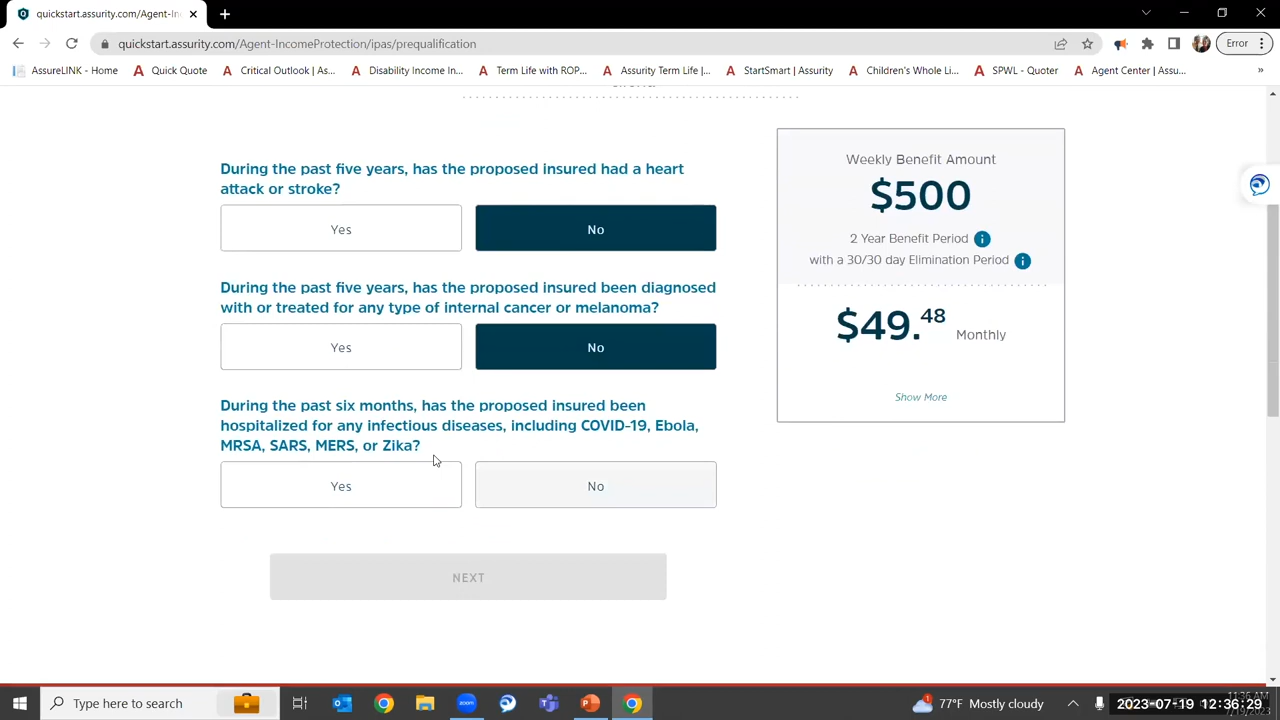 quickstart.assurity.com/Agent-In
quickstart.assurity.com/Agent-IncomeProtection/ipas/prequalification
Error
AssureLINK - Home
Quick Quote
Critical Outlook | As...
Disability Income In...
Term Life with ROP...
Assurity Term Life |...
StartSmart | Assurity
Children's Whole Li...
SPWL - Quoter
Agent Center | Assu...
»
During the past five years, has the proposed insured had a heart
attack or stroke?
Yes
No
During the past five years, has the proposed insured been diagnosed
with or treated for any type of internal cancer or melanoma?
Yes
No
During the past six months, has the proposed insured been
hospitalized for any infectious diseases, including COVID-19, Ebola,
MRSA, SARS, MERS, or Zika?
Yes
No
NEXT
Weekly Benefit Amount
$500
2 Year Benefit Period
with a 30/30 day Elimination Period
$49.48 Monthly
Show More
Type here to search
zoom
77°F Mostly cloudy
11:36 AM
7/19/2023
2023-07-19 12:36:29